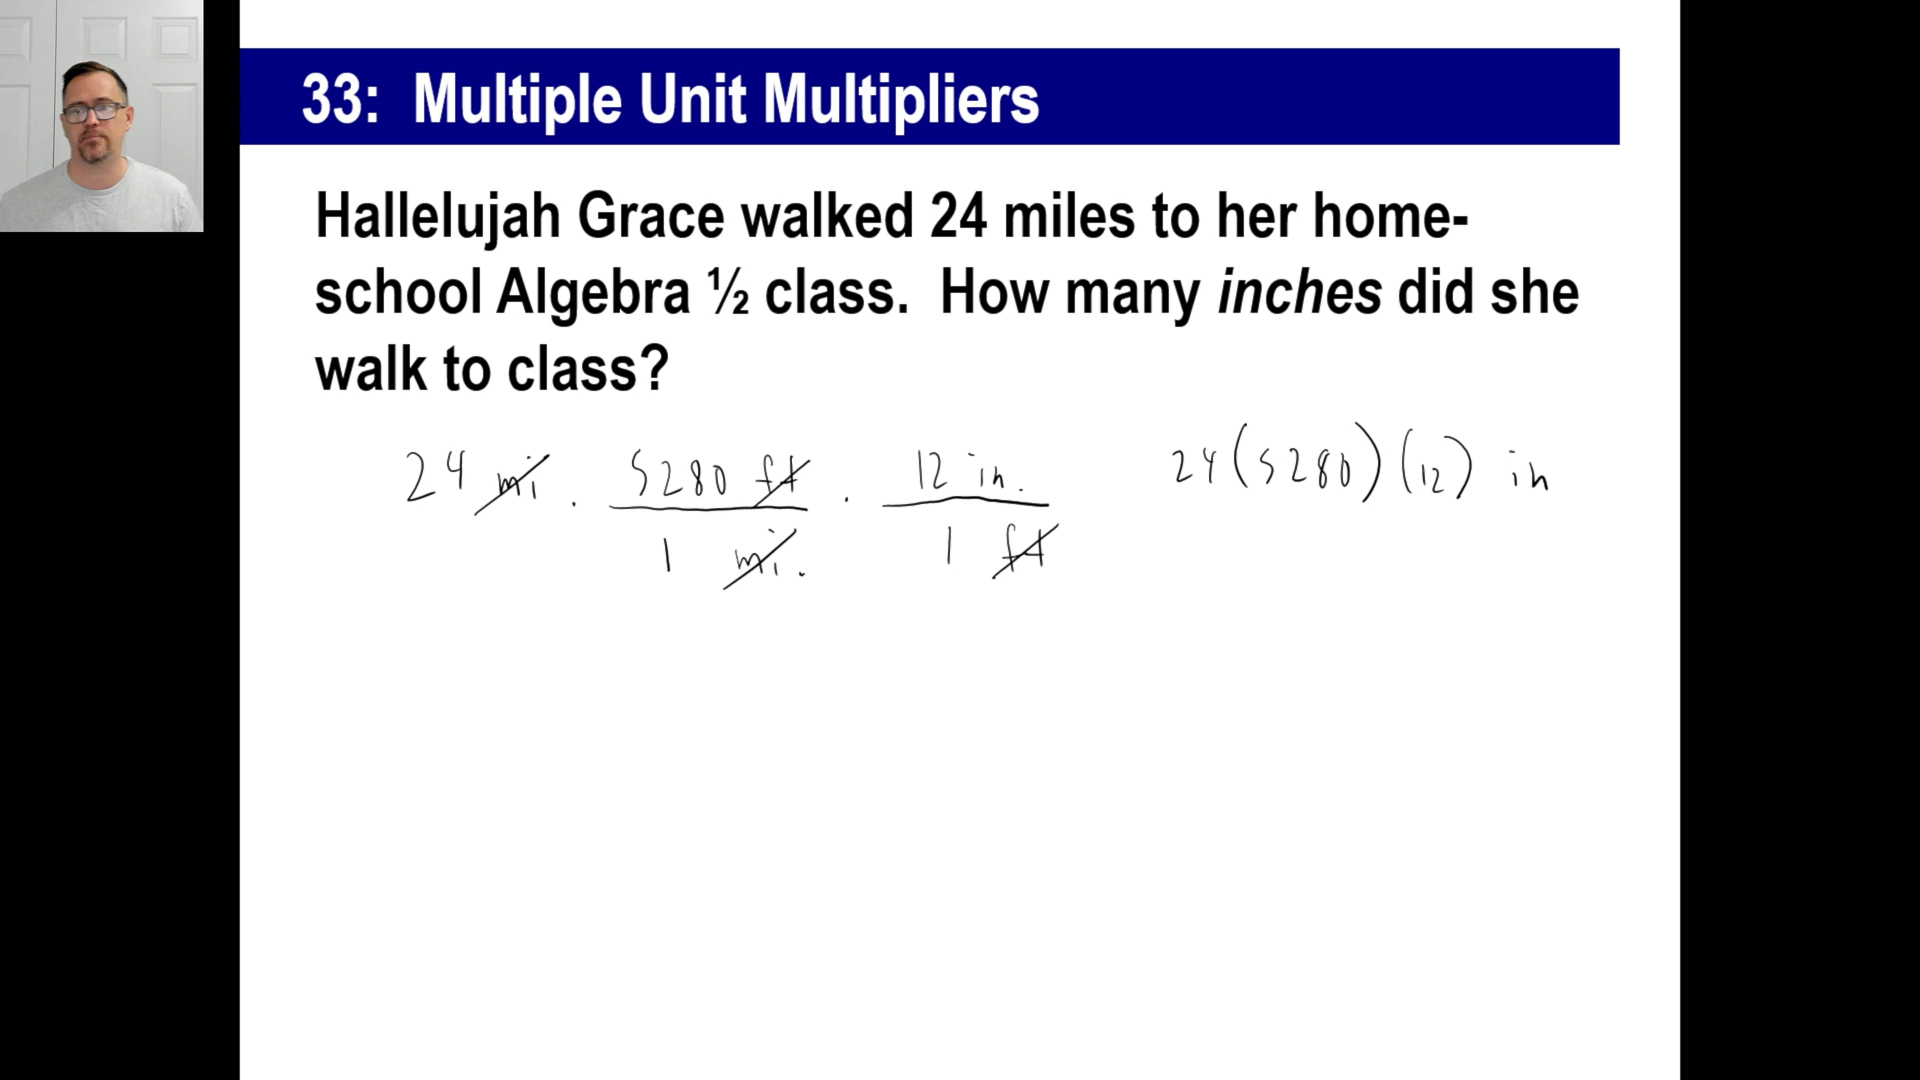 33: Multiple Unit Multipliers
Hallelujah Grace walked 24 miles to her home-
school Algebra ½ class. How many inches did she
walk to class?
24 mi · 5280 ft · 12 in. 24(5280)(12) in
1 mi. 1 ft